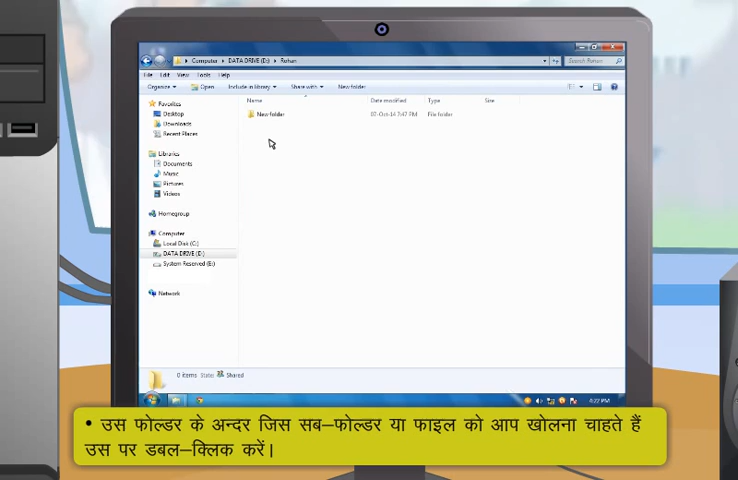 Computer ▸ DATA DRIVE (D:) ▸ Rohan
Search Rohan
File Edit View Tools Help
Organize Open Include in library Share with New folder
Name Date modified Type Size
New folder 07-Oct-14 7:47 PM File folder
Favorites
Desktop
Downloads
Recent Places
Libraries
Documents
Music
Pictures
Videos
Homegroup
Computer
Local Disk (C:)
DATA DRIVE (D:)
System Reserved (E:)
Network
0 items State: Shared
4:22 PM
• उस फोल्डर के अन्दर जिस सब–फोल्डर या फाइल को आप खोलना चाहते हैं
उस पर डबल–क्लिक करें।